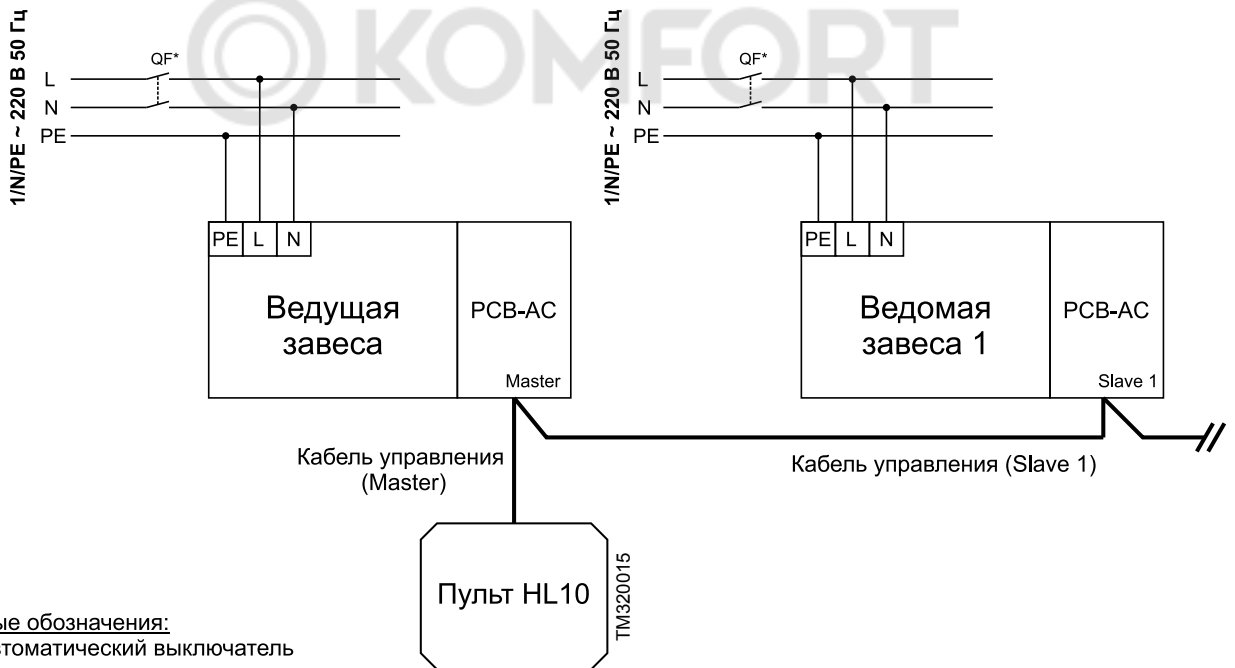 KOMFORT
1/N/PE ~ 220 В 50 Гц
L
N
PE
QF*
PE L N
Ведущая
завеса
PCB-AC
Master
1/N/PE ~ 220 В 50 Гц
L
N
PE
QF*
PE L N
Ведомая
завеса 1
PCB-AC
Slave 1
Кабель управления
(Master)
Кабель управления (Slave 1)
Пульт HL10
TM320015
обозначения:
выключатель